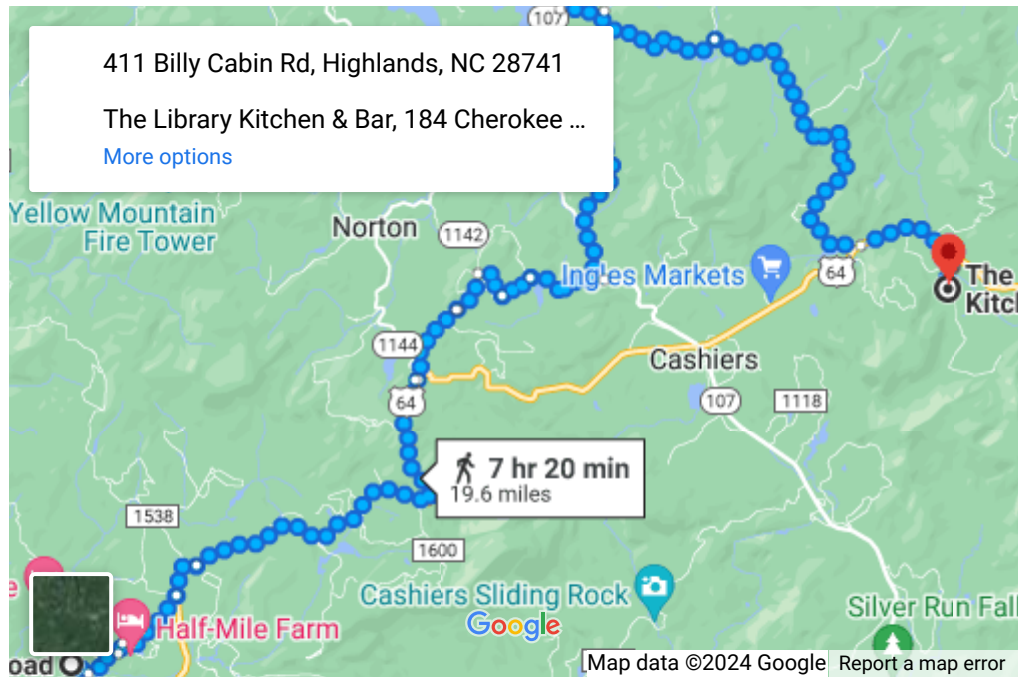 107
411 Billy Cabin Rd, Highlands, NC 28741
The Library Kitchen & Bar, 184 Cherokee ...
More options
Yellow Mountain
Fire Tower
Norton
1142
Ingles Markets
64
The
Kitc
1144
Cashiers
64
107
1118
7 hr 20 min
19.6 miles
1538
1600
Cashiers Sliding Rock
Silver Run Fall
e
Half-Mile Farm
Google
oad
Map data ©2024 Google
Report a map error